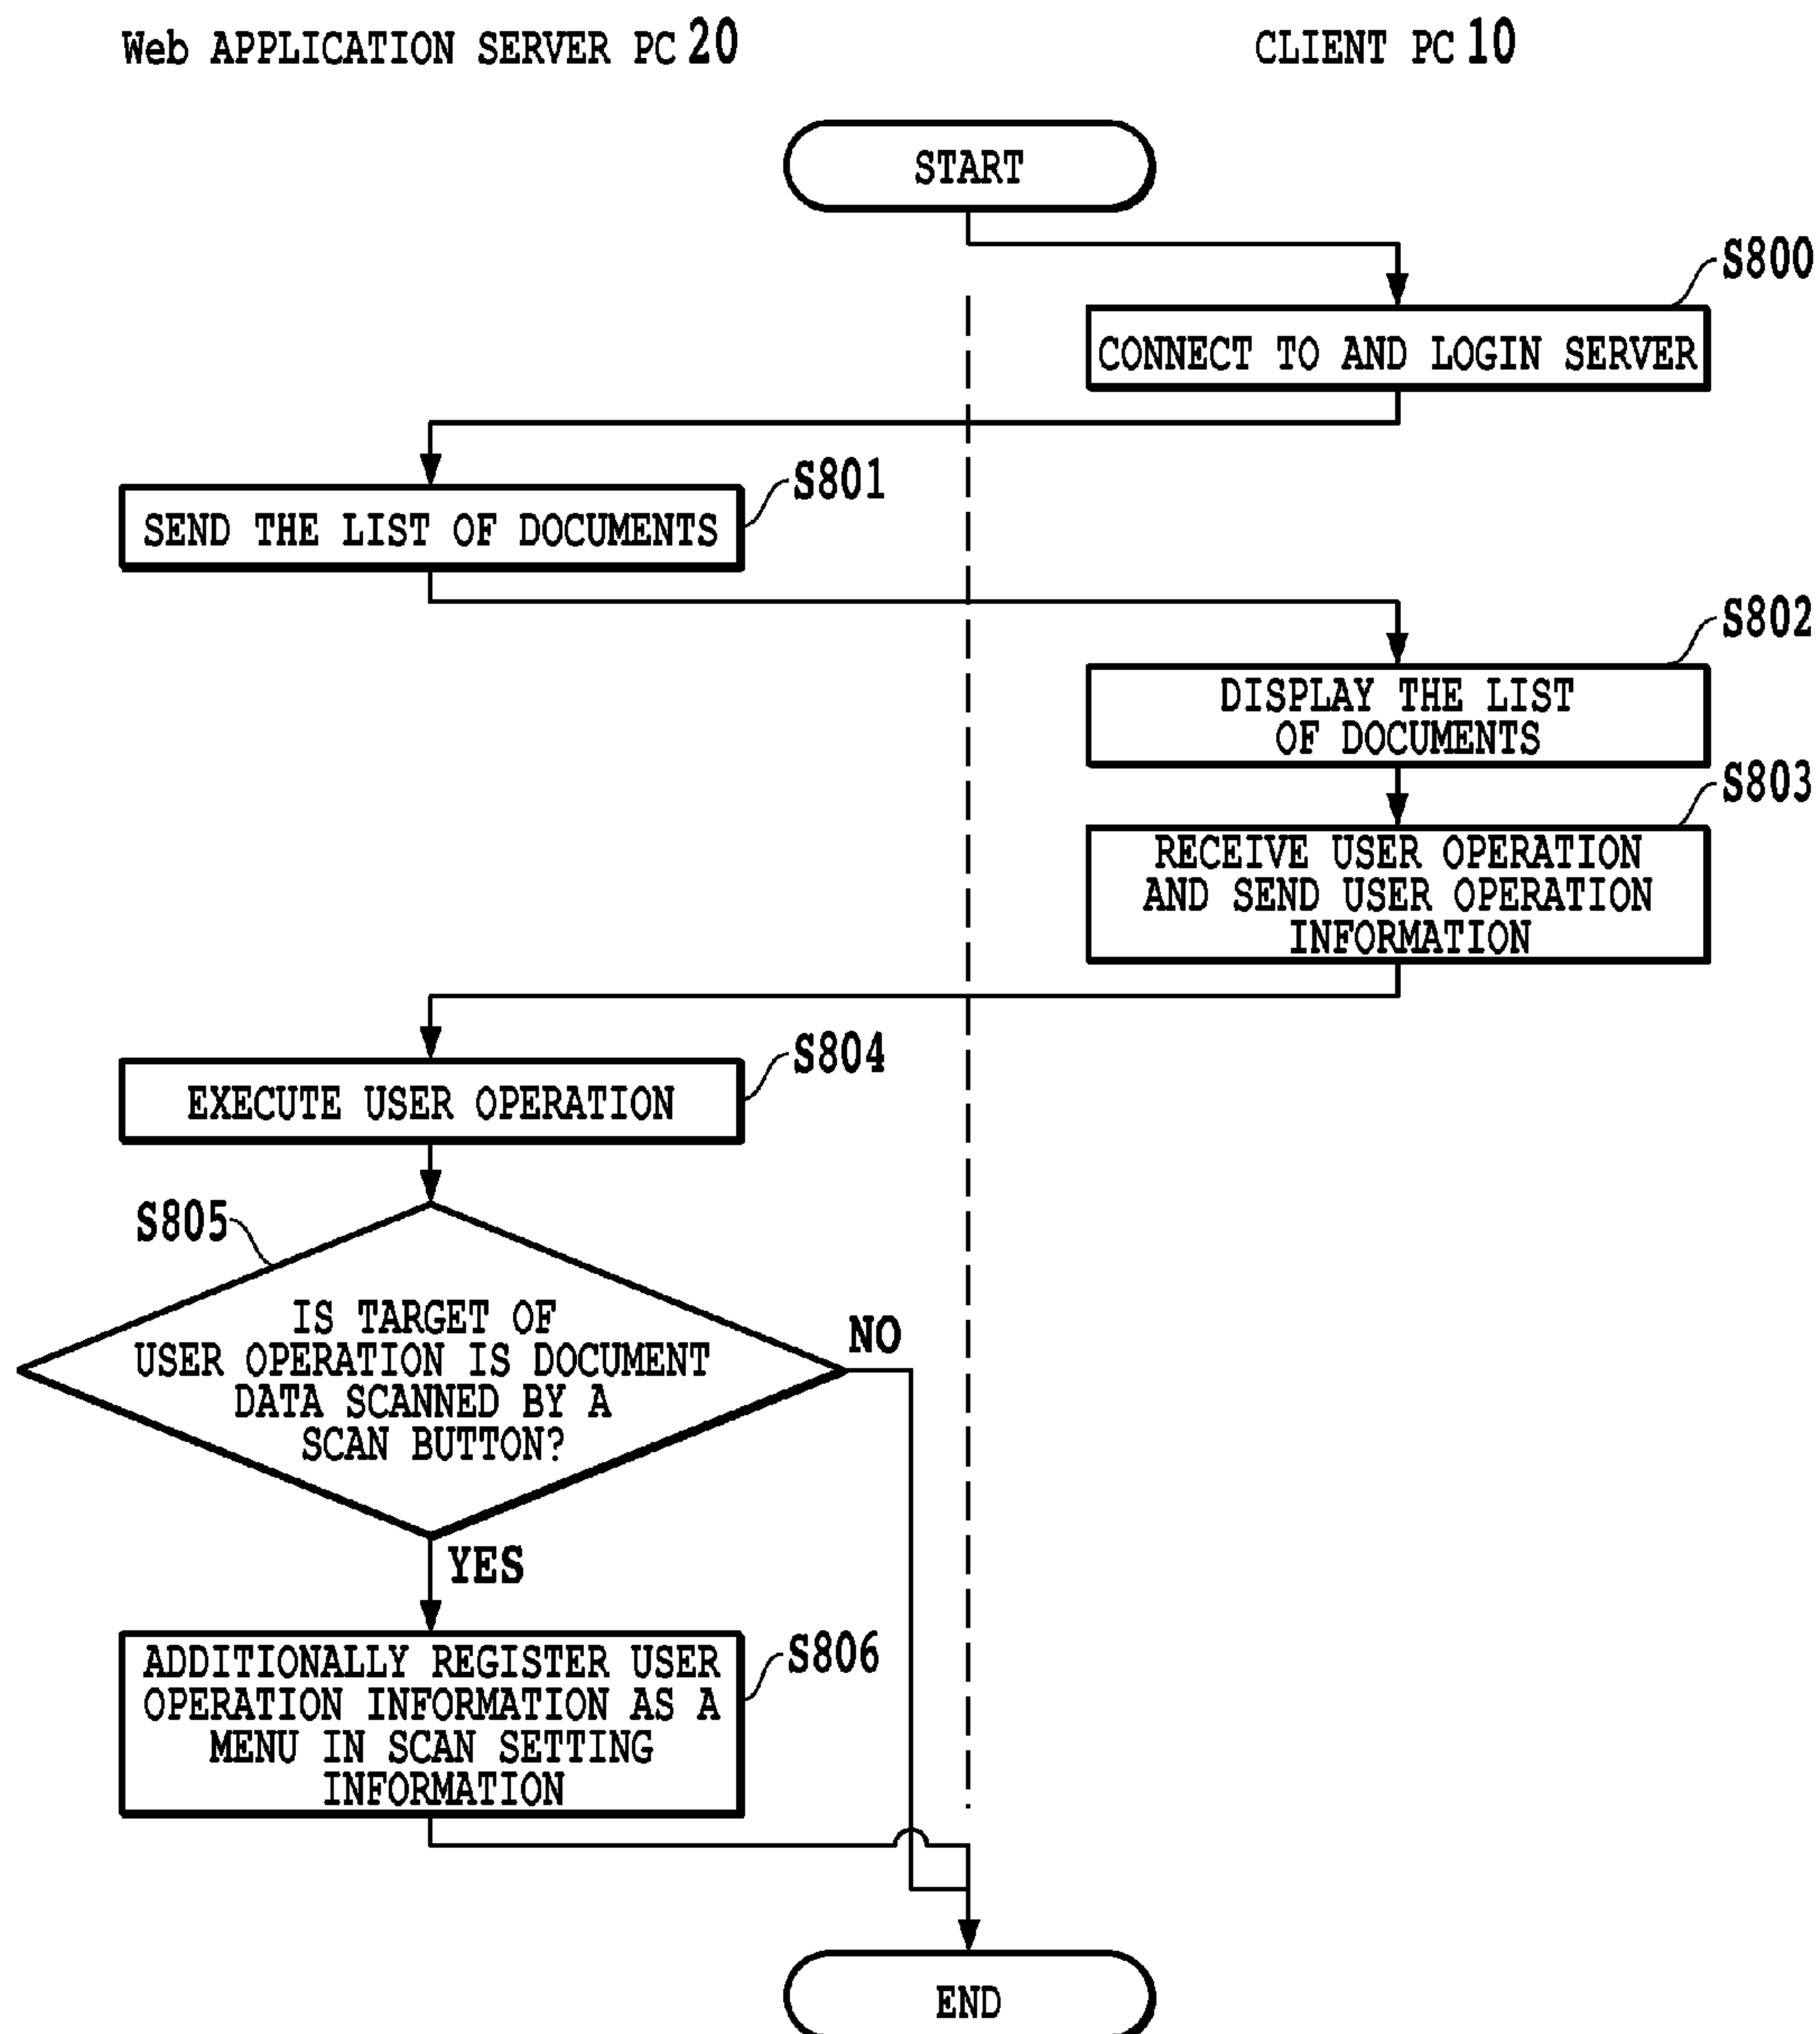 Web APPLICATION SERVER PC 20
CLIENT PC 10
START
S800
CONNECT TO AND LOGIN SERVER
S801
SEND THE LIST OF DOCUMENTS
S802
DISPLAY THE LIST
OF DOCUMENTS
S803
RECEIVE USER OPERATION
AND SEND USER OPERATION
INFORMATION
S804
EXECUTE USER OPERATION
S805
IS TARGET OF
USER OPERATION IS DOCUMENT
DATA SCANNED BY A
SCAN BUTTON?
NO
YES
S806
ADDITIONALLY REGISTER USER
OPERATION INFORMATION AS A
MENU IN SCAN SETTING
INFORMATION
END